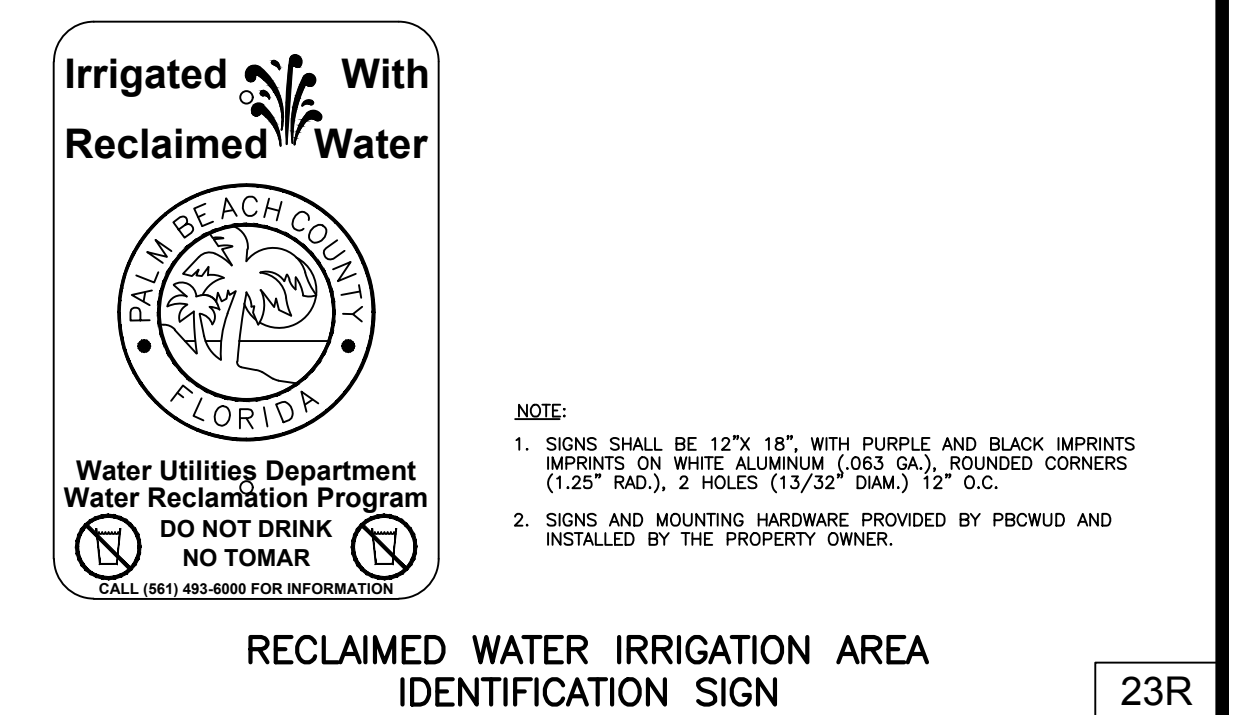 Irrigated With
Reclaimed Water
PALM BEACH COUNTY
FLORIDA
Water Utilities Department
Water Reclamation Program
DO NOT DRINK
NO TOMAR
CALL (561) 493-6000 FOR INFORMATION
NOTE:
1. SIGNS SHALL BE 12"X 18", WITH PURPLE AND BLACK IMPRINTS
IMPRINTS ON WHITE ALUMINUM (.063 GA.), ROUNDED CORNERS
(1.25" RAD.), 2 HOLES (13/32" DIAM.) 12" O.C.
2. SIGNS AND MOUNTING HARDWARE PROVIDED BY PBCWUD AND
INSTALLED BY THE PROPERTY OWNER.
RECLAIMED WATER IRRIGATION AREA
IDENTIFICATION SIGN
23R